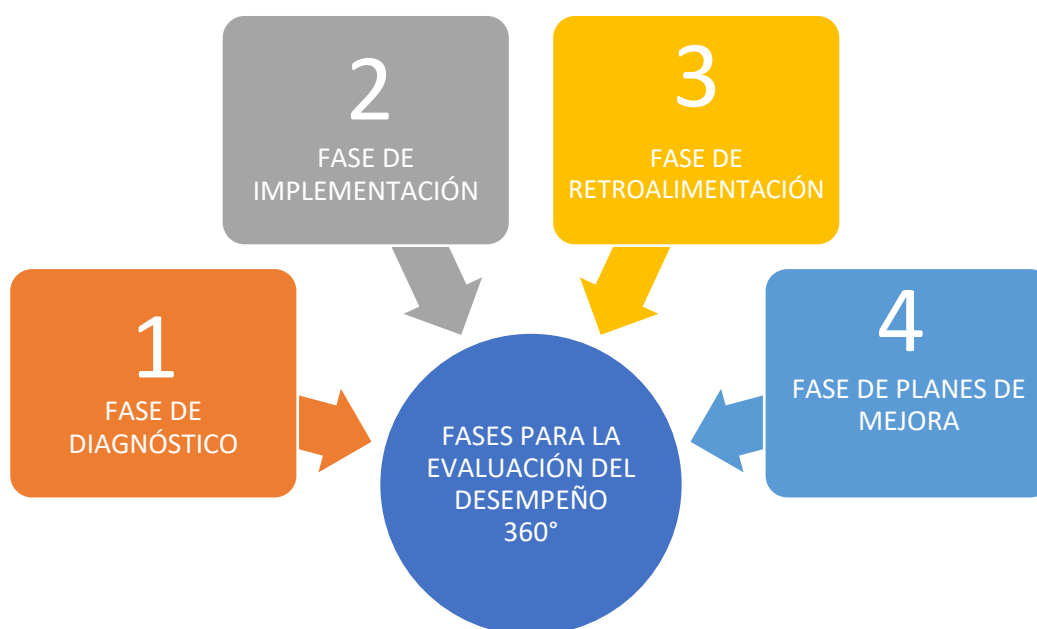 1
FASE DE
DIAGNÓSTICO
2
FASE DE
IMPLEMENTACIÓN
3
FASE DE
RETROALIMENTACIÓN
4
FASE DE PLANES DE
MEJORA
FASES PARA LA
EVALUACIÓN DEL
DESEMPEÑO
360°